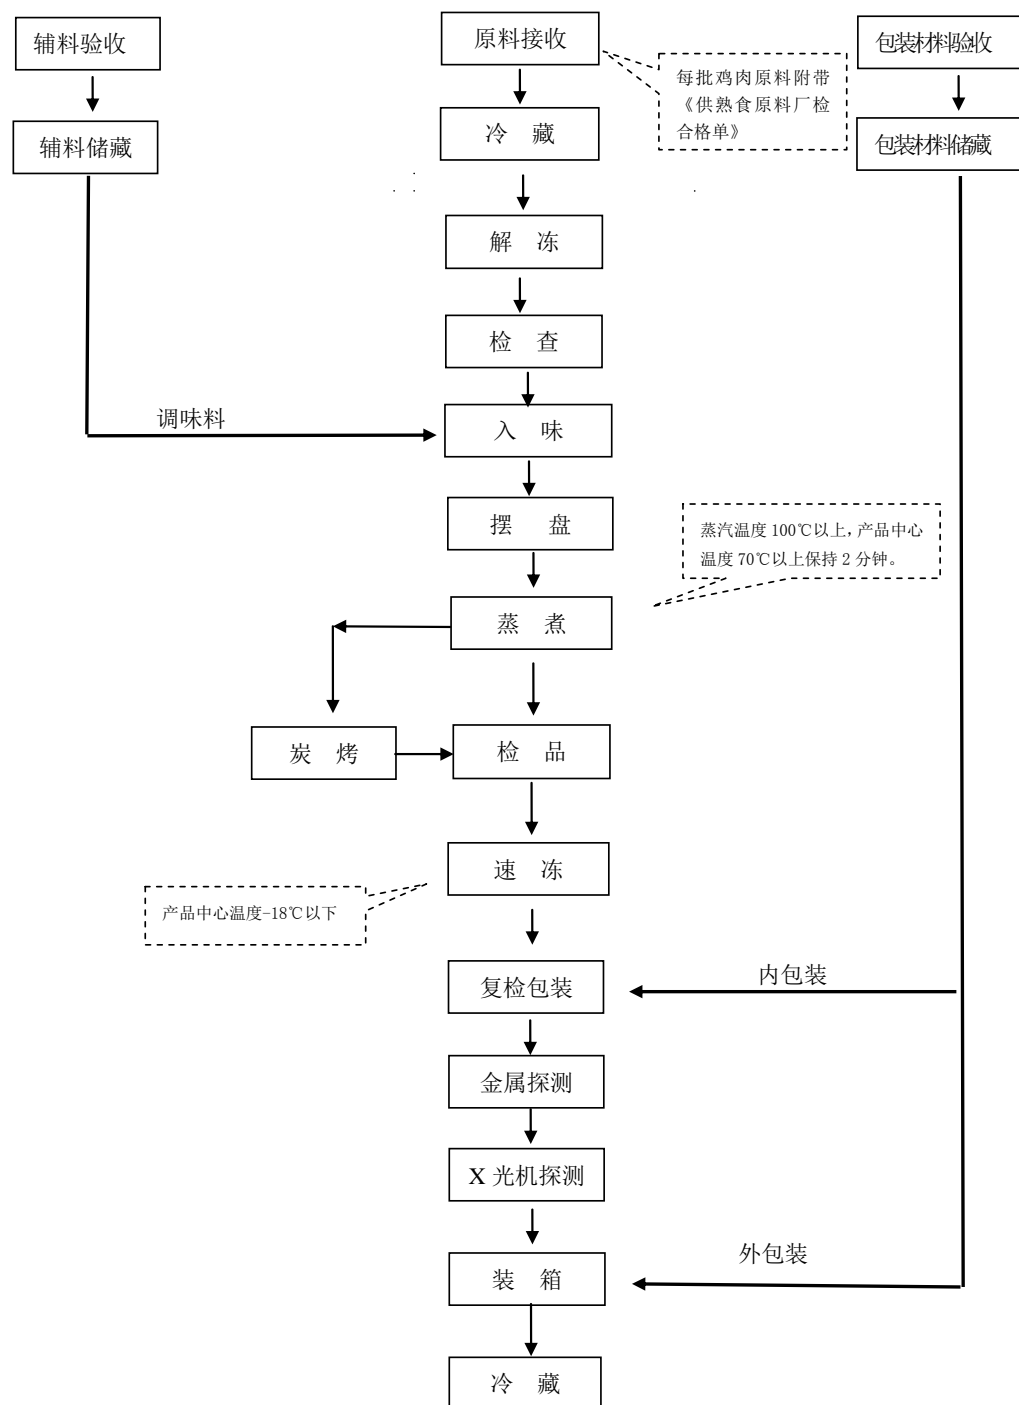 辅料验收
原料接收
包装材料验收
每批鸡肉原料附带
《供熟食原料厂检
合格单》
辅料储藏
冷 藏
包装材料储藏
解 冻
检 查
调味料
入 味
摆 盘
蒸汽温度 100℃以上，产品中心
温度 70℃以上保持 2 分钟。
蒸 煮
炭 烤
检 品
速 冻
产品中心温度-18℃以下
复检包装
内包装
金属探测
X 光机探测
外包装
装 箱
冷 藏